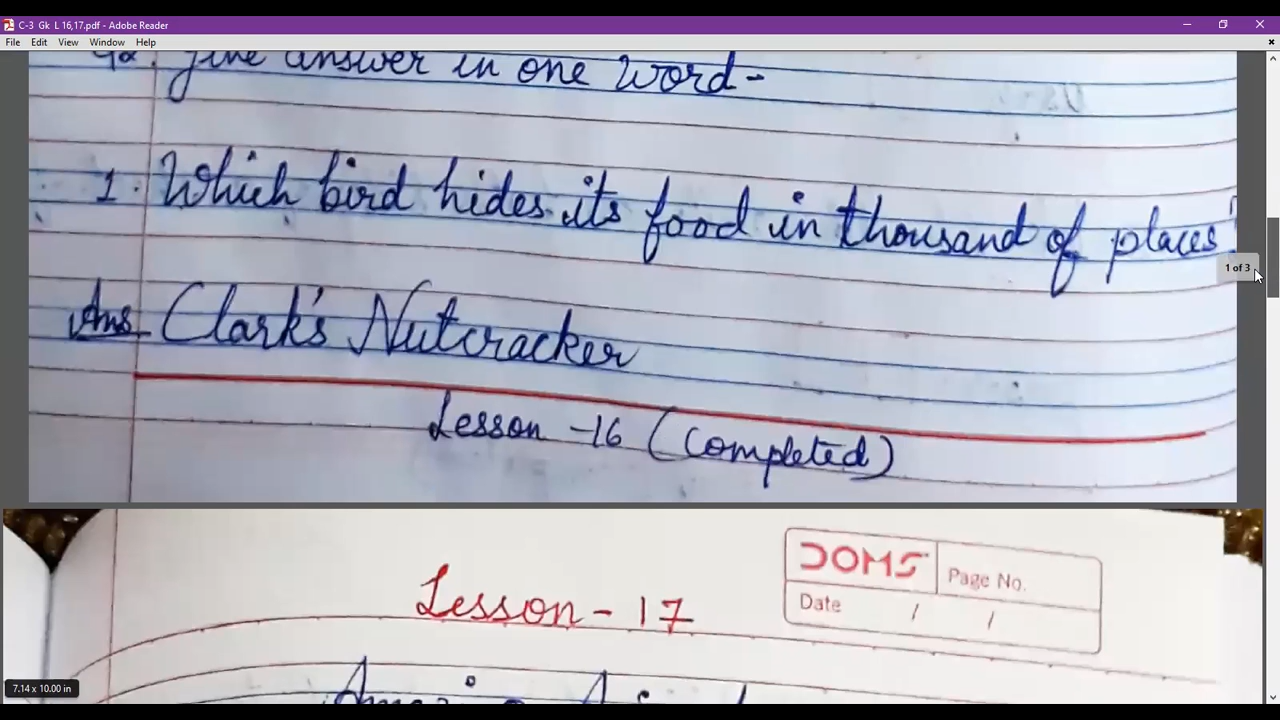 C-3 Gk L 16,17.pdf - Adobe Reader
File Edit View Window Help
Give answer in one word-
1. Which bird hides its food in thousand of places?
1 of 3
Ans Clark's Nutcracker
Lesson -16 (Completed)
DOMS Page No.
Lesson - 17
Date / /
7.14 x 10.00 in